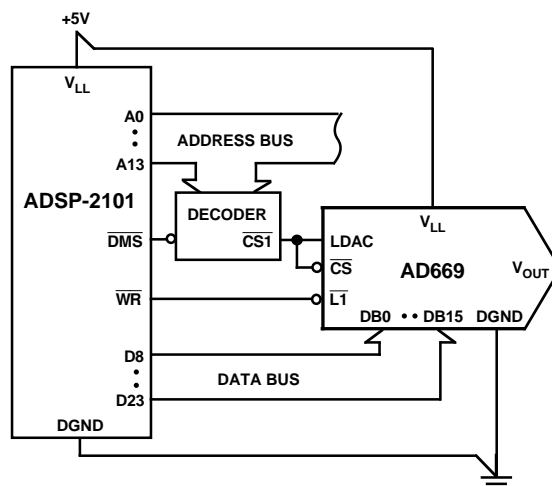 +5V
VLL
A0
ADDRESS BUS
A13
ADSP-2101
DECODER
DMS
CS1
LDAC
VLL
CS
AD669
VOUT
WR
L1
DB0
DB15
DGND
D8
DATA BUS
D23
DGND